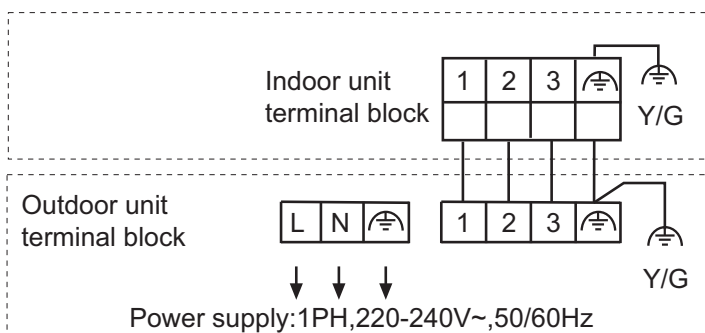 Indoor unit
terminal block
1 2 3
Y/G
Outdoor unit
terminal block
L N
1 2 3
Y/G
Power supply:1PH,220-240V~,50/60Hz